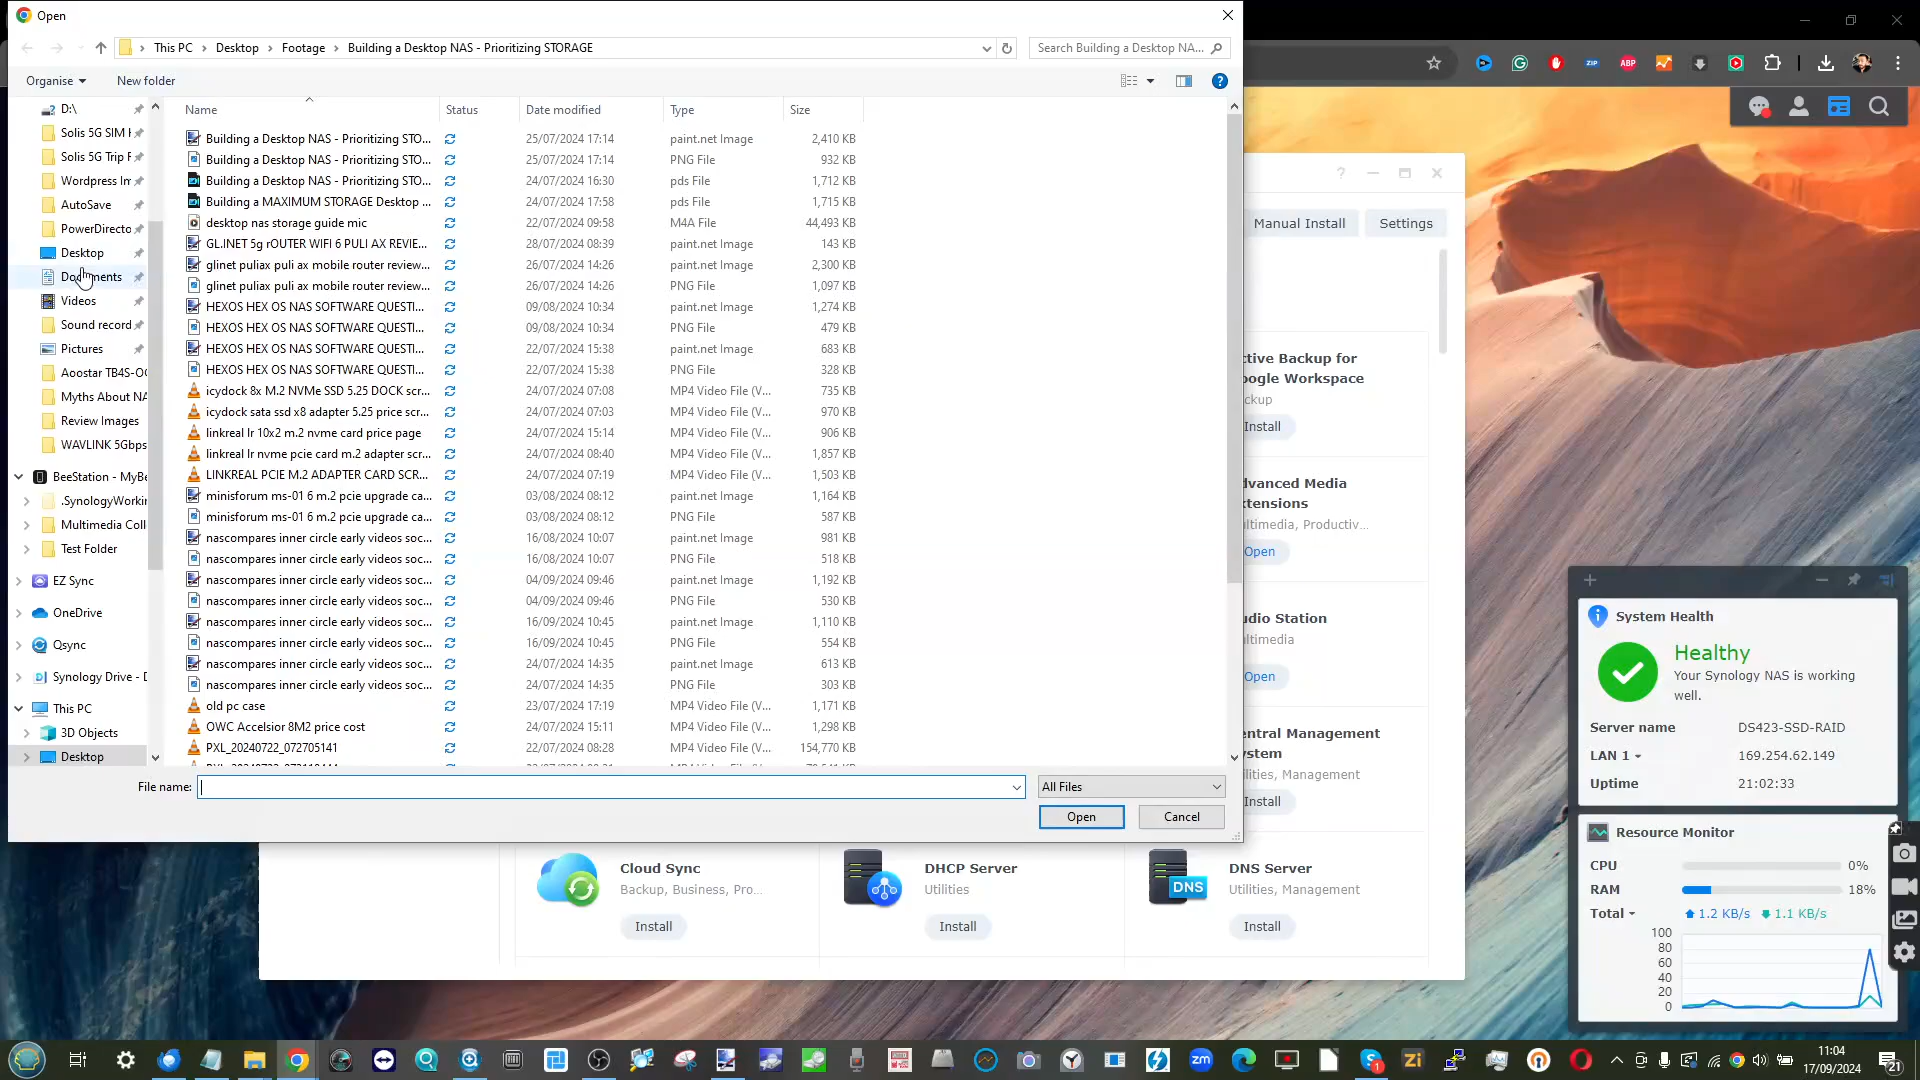 Open
This PC > Desktop > Footage > Building a Desktop NAS - Prioritizing STORAGE
Search Building a Desktop NA...
Organise
New folder
Name
Status
Date modified
Type
Size
D:\
Solis 5G SIM
Solis 5G Trip F
Wordpress Im
AutoSave
PowerDirecto
Desktop
Documents
Videos
Sound record
Pictures
Aoostar TB4S-OC
Myths About NA
Review Images
WAVLINK 5Gbps
BeeStation - MyBe
.SynologyWorkin
Multimedia Coll
Test Folder
EZ Sync
OneDrive
Qsync
Synology Drive - D
This PC
3D Objects
Desktop
Building a Desktop NAS - Prioritizing STO... 25/07/2024 17:14 paint.net Image 2,410 KB
Building a Desktop NAS - Prioritizing STO... 25/07/2024 17:14 PNG File 932 KB
Building a Desktop NAS - Prioritizing STO... 24/07/2024 16:30 pds File 1,712 KB
Building a MAXIMUM STORAGE Desktop ... 24/07/2024 17:58 pds File 1,715 KB
desktop nas storage guide mic 22/07/2024 09:58 M4A File 44,493 KB
GL.INET 5g rOUTER WIFI 6 PULI AX REVIE... 28/07/2024 08:39 paint.net Image 143 KB
glinet puliax puli ax mobile router review... 26/07/2024 14:26 paint.net Image 2,300 KB
glinet puliax puli ax mobile router review... 26/07/2024 14:26 PNG File 1,097 KB
HEXOS HEX OS NAS SOFTWARE QUESTI... 09/08/2024 10:34 paint.net Image 1,274 KB
HEXOS HEX OS NAS SOFTWARE QUESTI... 09/08/2024 10:34 PNG File 479 KB
HEXOS HEX OS NAS SOFTWARE QUESTI... 22/07/2024 15:38 paint.net Image 683 KB
HEXOS HEX OS NAS SOFTWARE QUESTI... 22/07/2024 15:38 PNG File 328 KB
icydock 8x M.2 NVMe SSD 5.25 DOCK scr... 24/07/2024 07:08 MP4 Video File (V... 735 KB
icydock sata ssd x8 adapter 5.25 price scr... 24/07/2024 07:03 MP4 Video File (V... 970 KB
linkreal lr 10x2 m.2 nvme card price page 24/07/2024 15:14 MP4 Video File (V... 906 KB
linkreal lr nvme pcie card m.2 adapter scr... 24/07/2024 08:40 MP4 Video File (V... 1,857 KB
LINKREAL PCIE M.2 ADAPTER CARD SCR... 24/07/2024 07:19 MP4 Video File (V... 1,503 KB
minisforum ms-01 6 m.2 pcie upgrade ca... 03/08/2024 08:12 paint.net Image 1,164 KB
minisforum ms-01 6 m.2 pcie upgrade ca... 03/08/2024 08:12 PNG File 587 KB
nascompares inner circle early videos soc... 16/08/2024 10:07 paint.net Image 981 KB
nascompares inner circle early videos soc... 16/08/2024 10:07 PNG File 518 KB
nascompares inner circle early videos soc... 04/09/2024 09:46 paint.net Image 1,192 KB
nascompares inner circle early videos soc... 04/09/2024 09:46 PNG File 530 KB
nascompares inner circle early videos soc... 16/09/2024 10:45 paint.net Image 1,110 KB
nascompares inner circle early videos soc... 16/09/2024 10:45 PNG File 554 KB
nascompares inner circle early videos soc... 24/07/2024 14:35 paint.net Image 613 KB
nascompares inner circle early videos soc... 24/07/2024 14:35 PNG File 303 KB
old pc case 23/07/2024 17:19 MP4 Video File (V... 1,171 KB
OWC Accelsior 8M2 price cost 24/07/2024 15:11 MP4 Video File (V... 1,298 KB
PXL_20240722_072705141 22/07/2024 08:28 MP4 Video File (V... 154,770 KB
File name:
All Files
Open
Cancel
ZIP
ABP
?
Manual Install
Settings
ctive Backup for
oogle Workspace
ckup
Install
dvanced Media
xtensions
ultimedia, Productiv...
Open
udio Station
ultimedia
Open
entral Management
ystem
ilities, Management
Install
Cloud Sync
Backup, Business, Pro...
Install
DHCP Server
Utilities
Install
DNS
DNS Server
Utilities, Management
Install
System Health
Healthy
Your Synology NAS is working
well.
Server name DS423-SSD-RAID
LAN 1 169.254.62.149
Uptime 21:02:33
Resource Monitor
CPU 0%
RAM 18%
Total 1.2 KB/s 1.1 KB/s
100
80
60
40
20
0
zm
Zi
11:04
17/09/2024
21